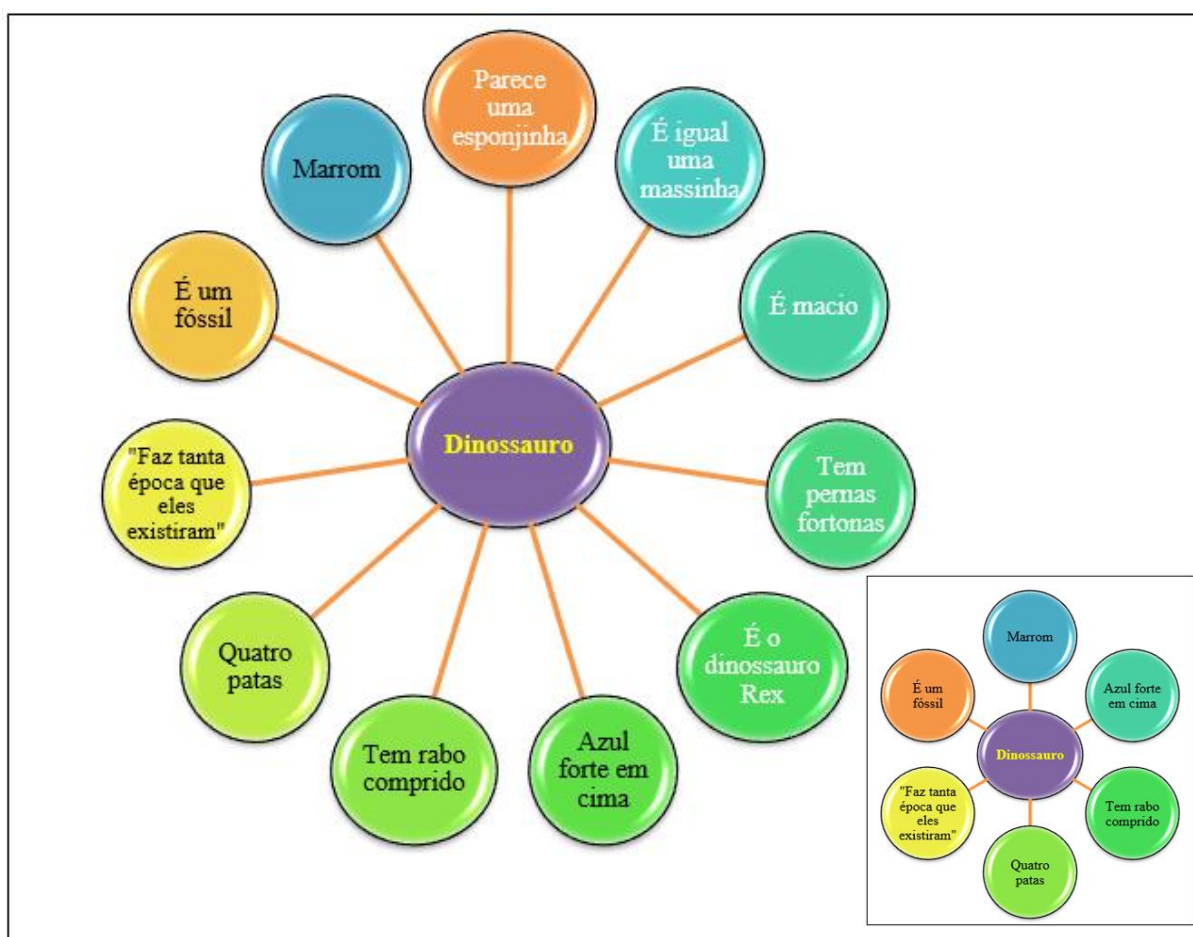 Parece
uma
esponjinha
É igual
uma
massinha
Marrom
É macio
É um
fóssil
Dinossauro
Tem
pernas
fortonas
"Faz tanta
época que
eles
existiram"
É o
dinossauro
Rex
Quatro
patas
Azul
forte em
cima
Tem rabo
comprido
Marrom
Azul forte
em cima
É um
fóssil
Dinossauro
Tem rabo
comprido
"Faz tanta
época que
eles
existiram"
Quatro
patas